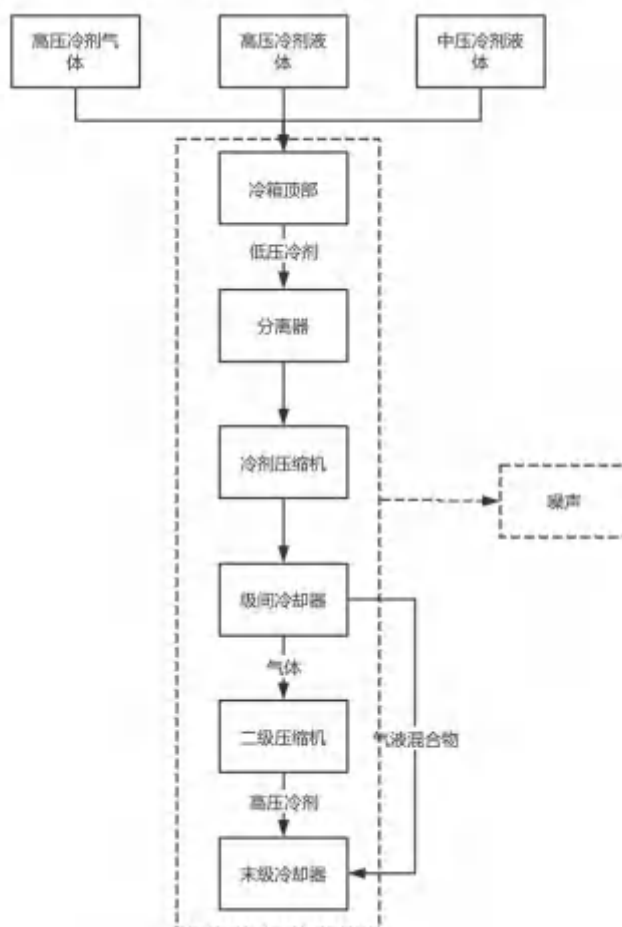 高压冷剂气
体
高压冷剂液
体
中压冷剂液
体
冷箱顶部
低压冷剂
分离器
冷剂压缩机
噪声
级间冷却器
气体
二级压缩机
气液混合物
高压冷剂
末级冷却器